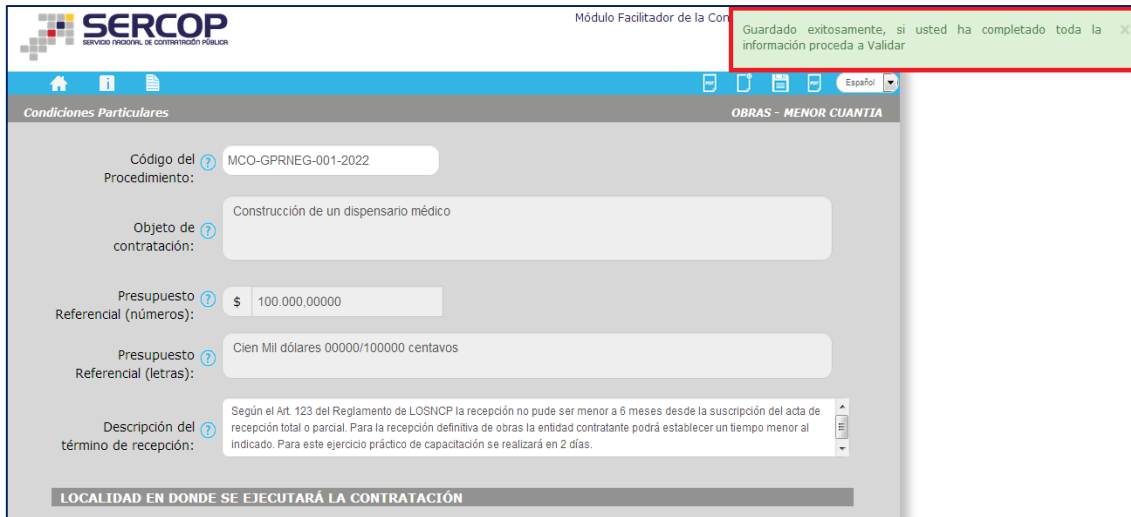 SERCOP
SERVICIO NACIONAL DE CONTRATACIÓN PÚBLICA
Módulo Facilitador de la Con
Guardado exitosamente, si usted ha completado toda la
información proceda a Validar
×
Español
Condiciones Particulares
OBRAS - MENOR CUANTIA
Código del
Procedimiento:
MCO-GPRNEG-001-2022
Objeto de
contratación:
Construcción de un dispensario médico
Presupuesto
Referencial (números):
$ 100.000,00000
Presupuesto
Referencial (letras):
Cien Mil dólares 00000/100000 centavos
Descripción del
término de recepción:
Según el Art. 123 del Reglamento de LOSNCP la recepción no pude ser menor a 6 meses desde la suscripción del acta de
recepción total o parcial. Para la recepción definitiva de obras la entidad contratante podrá establecer un tiempo menor al
indicado. Para este ejercicio práctico de capacitación se realizará en 2 días.
LOCALIDAD EN DONDE SE EJECUTARÁ LA CONTRATACIÓN